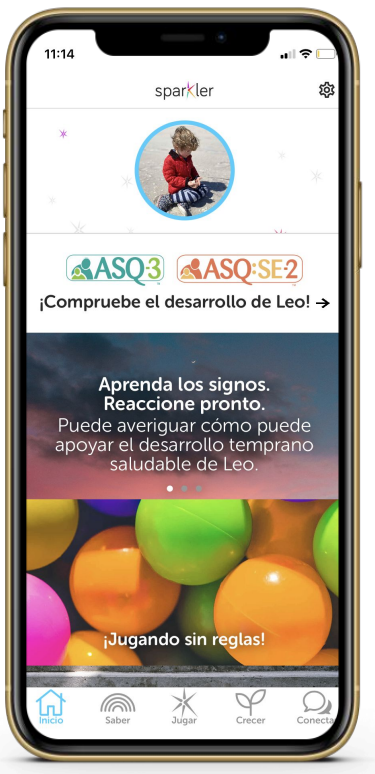 11:14
sparkler
ASQ-3 ASQ:SE-2
¡Compruebe el desarrollo de Leo! →
Aprenda los signos.
Reaccione pronto.
Puede averiguar cómo puede
apoyar el desarrollo temprano
saludable de Leo.
¡Jugando sin reglas!
Inicio Saber Jugar Crecer Conecta